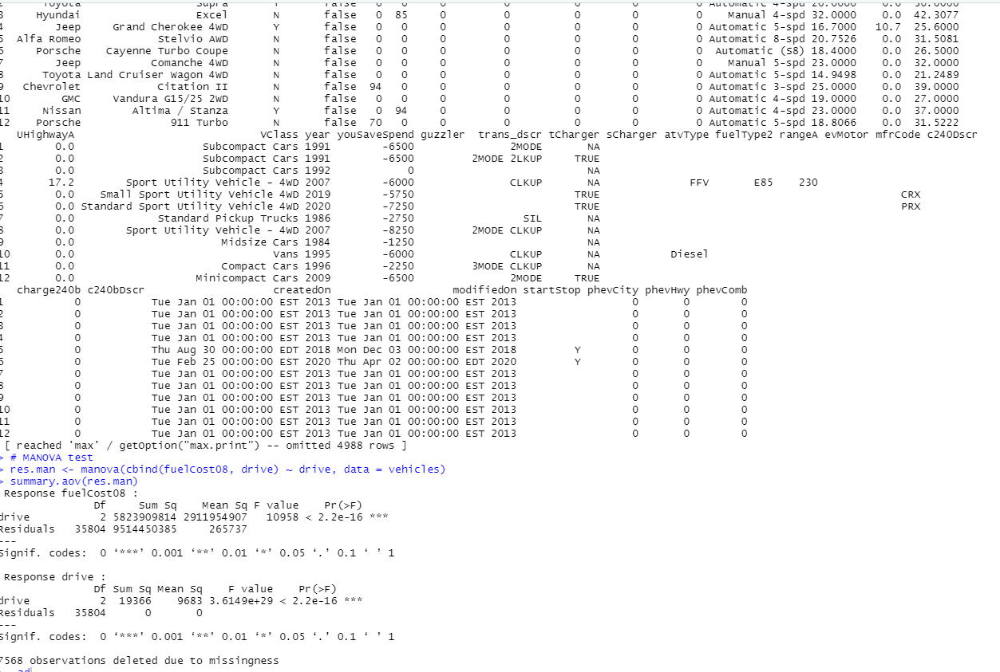 Toyota Supra Y false 0 0 0 0 0 0 Automatic 4-spd
3 Hyundai Excel N false 0 85 0 0 0 0 Manual 4-spd 32.0000 0.0 42.3077
4 Jeep Grand Cherokee 4WD Y false 0 0 0 0 0 0 Automatic 5-spd 16.7000 10.7 25.6000
5 Alfa Romeo Stelvio AWD N false 0 0 0 0 0 0 Automatic 8-spd 20.7526 0.0 31.5081
6 Porsche Cayenne Turbo Coupe N false 0 0 0 0 0 0 Automatic (S8) 18.4000 0.0 26.5000
7 Jeep Comanche 4WD N false 0 0 0 0 0 0 Manual 5-spd 23.0000 0.0 32.0000
8 Toyota Land Cruiser Wagon 4WD N false 0 0 0 0 0 0 Automatic 5-spd 14.9498 0.0 21.2489
9 Chevrolet Citation II N false 94 0 0 0 0 0 Automatic 3-spd 25.0000 0.0 39.0000
10 GMC Vandura G15/25 2WD N false 0 0 0 0 0 0 Automatic 4-spd 19.0000 0.0 27.0000
11 Nissan Altima / Stanza Y false 0 94 0 0 0 0 Automatic 4-spd 23.0000 0.0 37.0000
12 Porsche 911 Turbo N false 70 0 0 0 0 0 Automatic 5-spd 18.8066 0.0 31.5222
UHighwayA VClass year youSaveSpend guzzler trans_dscr tCharger sCharger atvType fuelType2 rangeA evMotor mfrCode c240Dscr
1 0.0 Subcompact Cars 1991 -6500 2MODE NA
2 0.0 Subcompact Cars 1991 -6500 2MODE 2LKUP TRUE
3 0.0 Subcompact Cars 1992 0 NA
4 17.2 Sport Utility Vehicle - 4WD 2007 -6000 CLKUP NA FFV E85 230
5 0.0 Small Sport Utility Vehicle 4WD 2019 -5750 TRUE CRX
6 0.0 Standard Sport Utility Vehicle 4WD 2020 -7250 TRUE PRX
7 0.0 Standard Pickup Trucks 1986 -2750 SIL NA
8 0.0 Sport Utility Vehicle - 4WD 2007 -8250 2MODE CLKUP NA
9 0.0 Midsize Cars 1984 -1250 NA
10 0.0 Vans 1995 -6000 CLKUP NA Diesel
11 0.0 Compact Cars 1996 -2250 3MODE CLKUP NA
12 0.0 Minicompact Cars 2009 -6500 2MODE TRUE
charge240b c240bDscr createdOn modifiedOn startStop phevCity phevHwy phevComb
1 0 Tue Jan 01 00:00:00 EST 2013 Tue Jan 01 00:00:00 EST 2013 0 0 0
2 0 Tue Jan 01 00:00:00 EST 2013 Tue Jan 01 00:00:00 EST 2013 0 0 0
3 0 Tue Jan 01 00:00:00 EST 2013 Tue Jan 01 00:00:00 EST 2013 0 0 0
4 0 Tue Jan 01 00:00:00 EST 2013 Tue Jan 01 00:00:00 EST 2013 0 0 0
5 0 Thu Aug 30 00:00:00 EDT 2018 Mon Dec 03 00:00:00 EST 2018 Y 0 0 0
6 0 Tue Feb 25 00:00:00 EST 2020 Thu Apr 02 00:00:00 EDT 2020 Y 0 0 0
7 0 Tue Jan 01 00:00:00 EST 2013 Tue Jan 01 00:00:00 EST 2013 0 0 0
8 0 Tue Jan 01 00:00:00 EST 2013 Tue Jan 01 00:00:00 EST 2013 0 0 0
9 0 Tue Jan 01 00:00:00 EST 2013 Tue Jan 01 00:00:00 EST 2013 0 0 0
10 0 Tue Jan 01 00:00:00 EST 2013 Tue Jan 01 00:00:00 EST 2013 0 0 0
11 0 Tue Jan 01 00:00:00 EST 2013 Tue Jan 01 00:00:00 EST 2013 0 0 0
12 0 Tue Jan 01 00:00:00 EST 2013 Tue Jan 01 00:00:00 EST 2013 0 0 0
[ reached 'max' / getOption("max.print") -- omitted 4988 rows ]
> # MANOVA test
> res.man <- manova(cbind(fuelCost08, drive) ~ drive, data = vehicles)
> summary.aov(res.man)
Response fuelCost08 :
Df Sum Sq Mean Sq F value Pr(>F)
drive 2 5823909814 2911954907 10958 < 2.2e-16 ***
Residuals 35804 9514450385 265737
---
Signif. codes: 0 ‘***’ 0.001 ‘**’ 0.01 ‘*’ 0.05 ‘.’ 0.1 ‘ ’ 1
Response drive :
Df Sum Sq Mean Sq F value Pr(>F)
drive 2 19366 9683 3.6149e+29 < 2.2e-16 ***
Residuals 35804 0 0
---
Signif. codes: 0 ‘***’ 0.001 ‘**’ 0.01 ‘*’ 0.05 ‘.’ 0.1 ‘ ’ 1
7568 observations deleted due to missingness